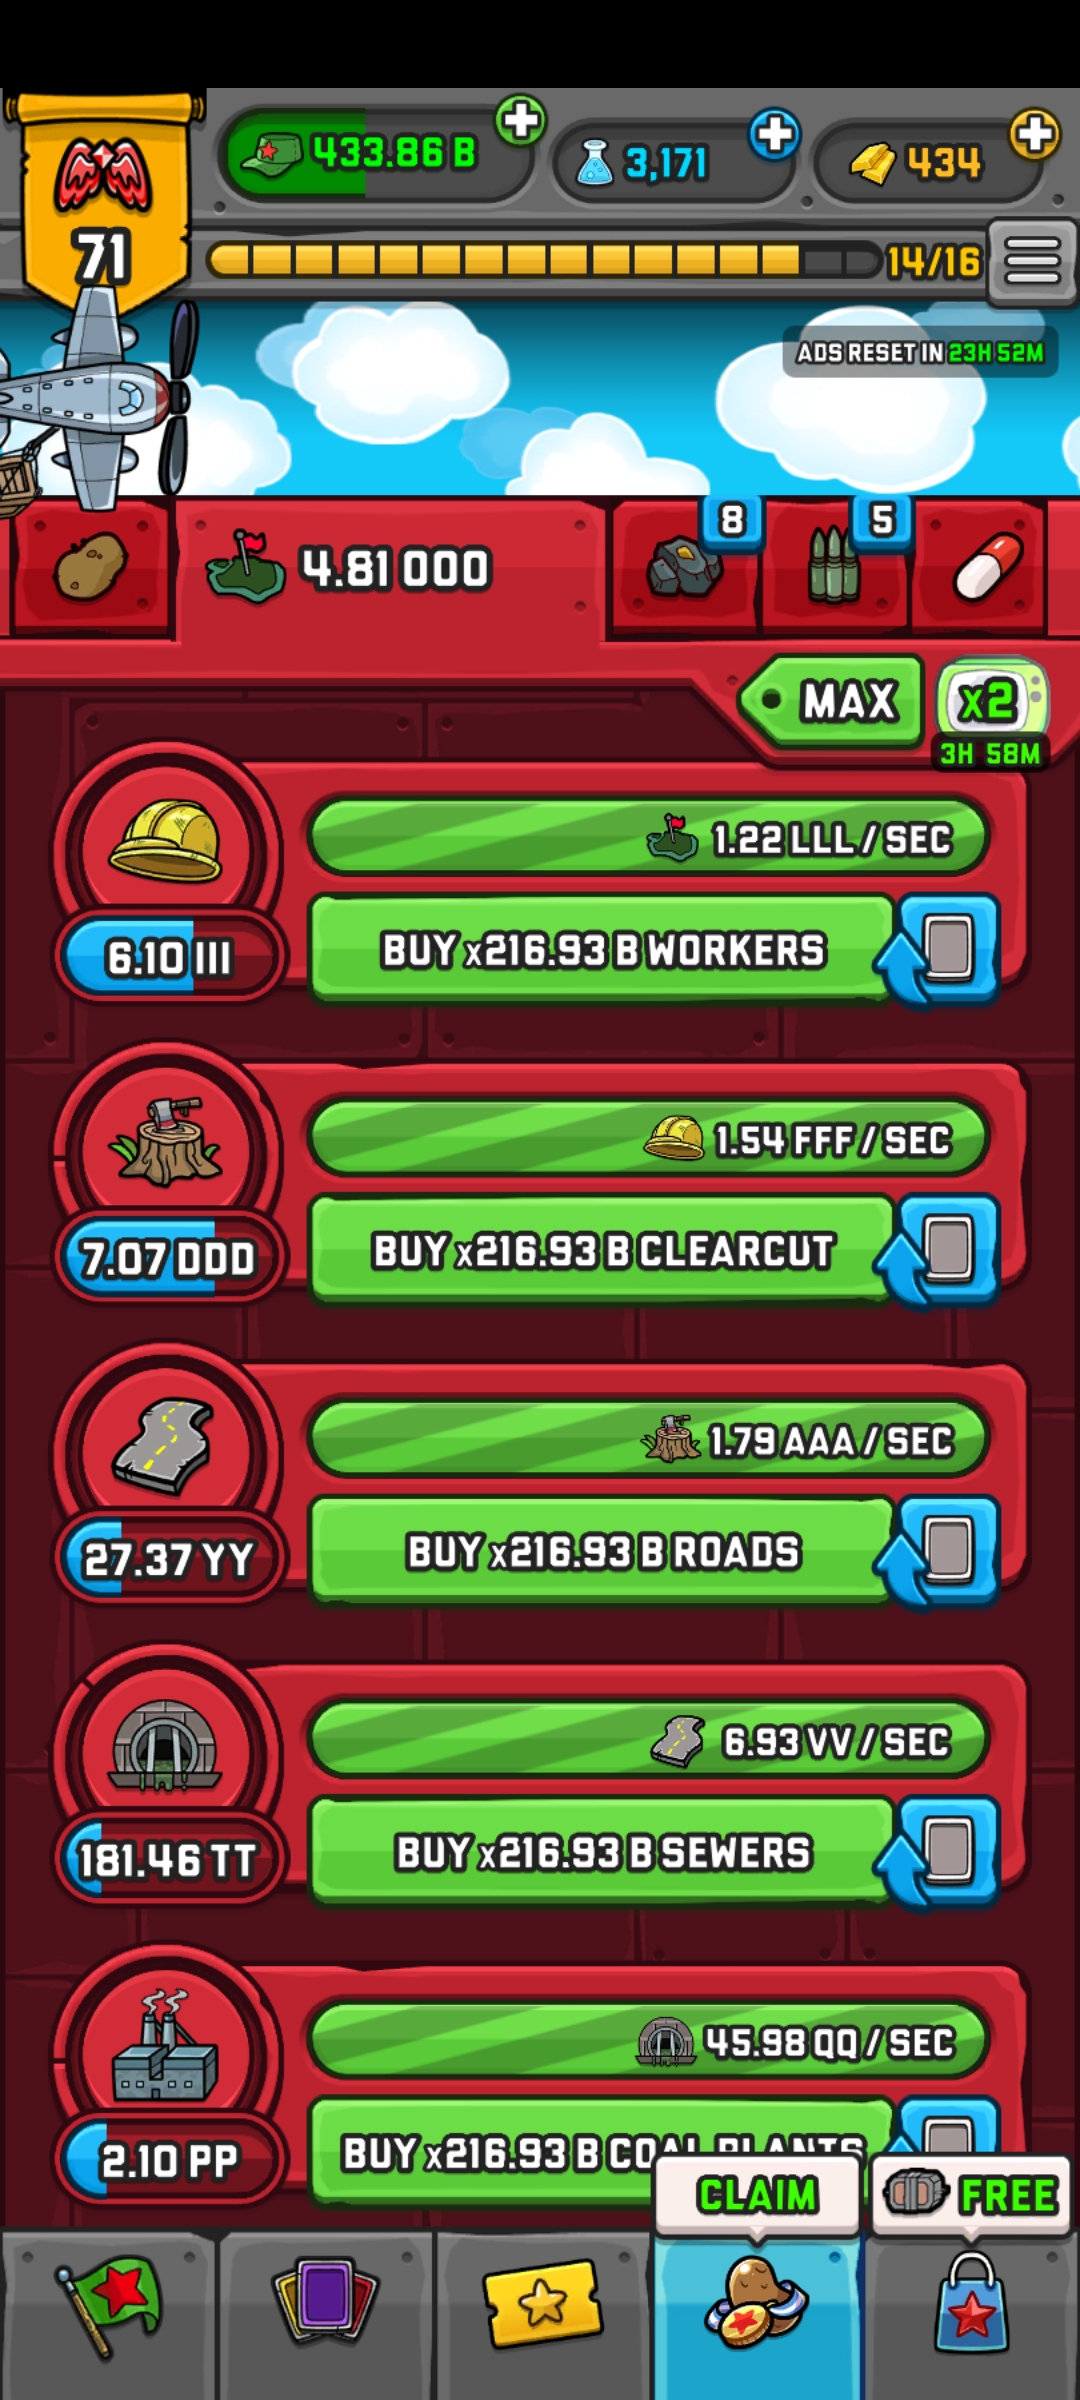 433.86 B
3,171
434
71
14/16
ADS RESET IN 23H 52M
4.81 OOO
8
5
MAX
x2
3H 58M
1.22 LLL / SEC
6.10 III
BUY x216.93 B WORKERS
1.54 FFF / SEC
7.07 DDD
BUY x216.93 B CLEARCUT
1.79 AAA / SEC
27.37 YY
BUY x216.93 B ROADS
6.93 VV / SEC
181.46 TT
BUY x216.93 B SEWERS
45.98 QQ / SEC
2.10 PP
BUY x216.93 B COAL PLANTS
CLAIM
FREE